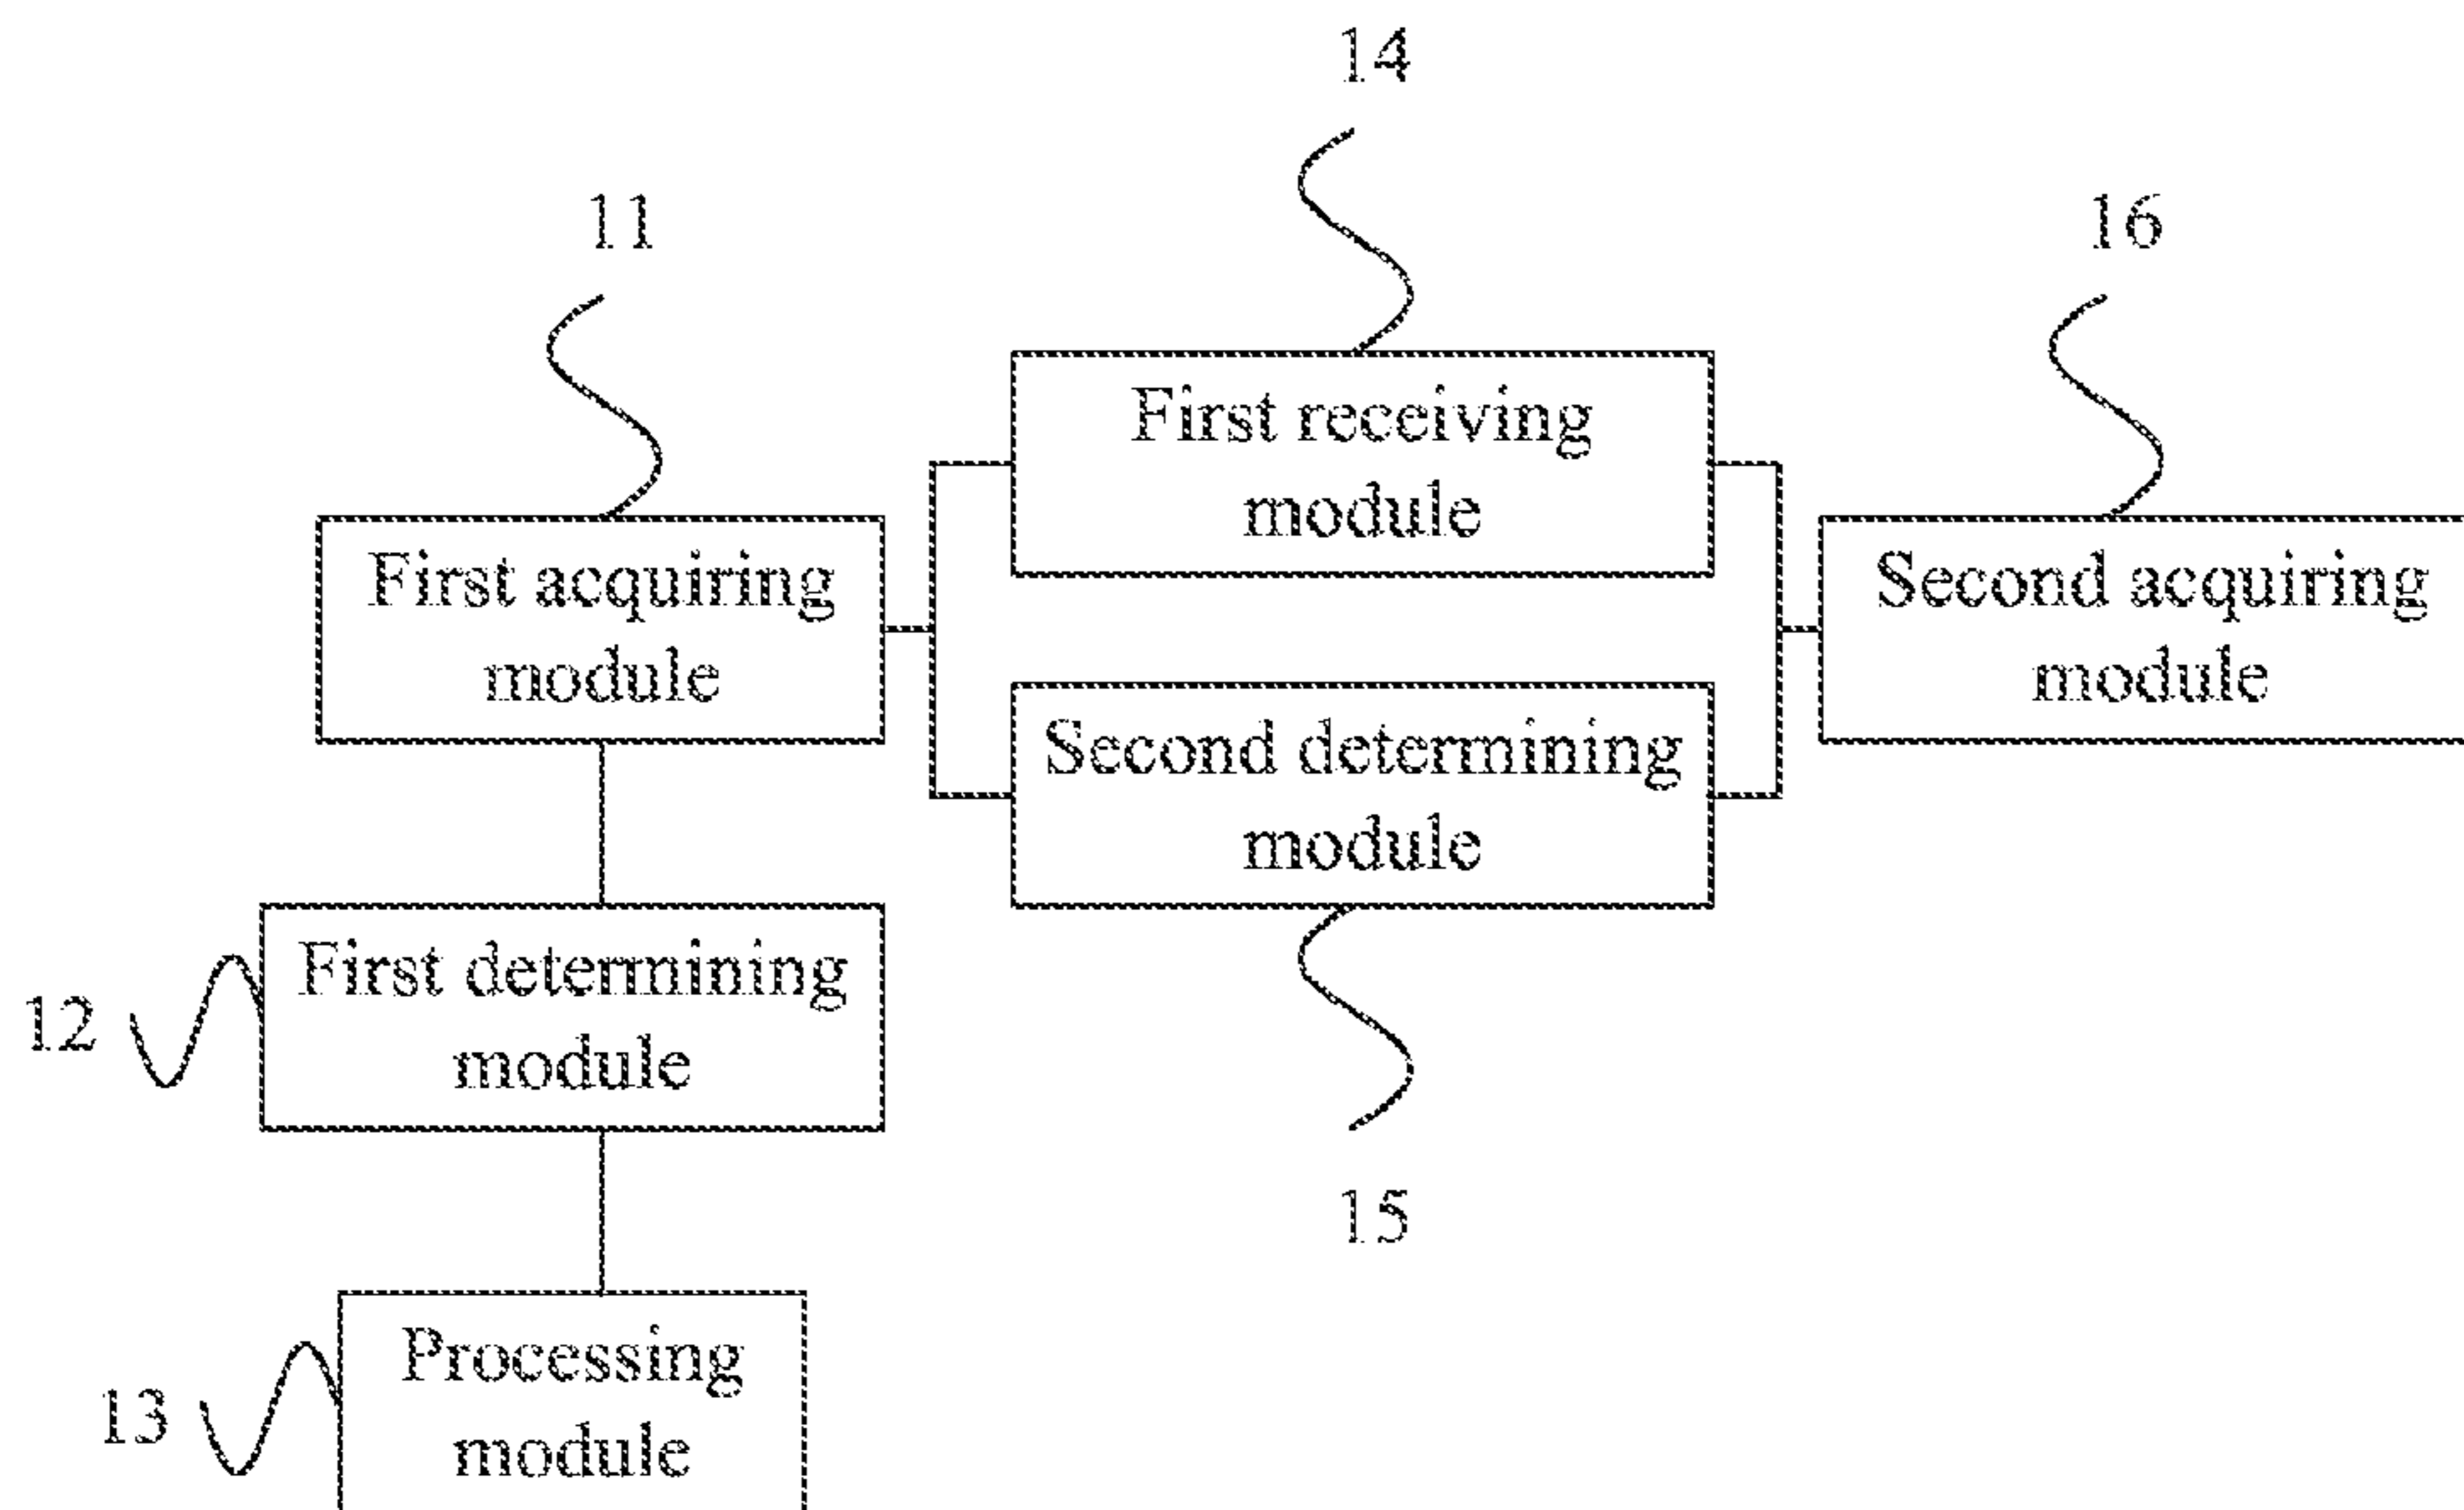 14
11
16
First receiving
module
First acquiring
module
Second acquiring
module
Second determining
module
12
First determining
module
15
13
Processing
module